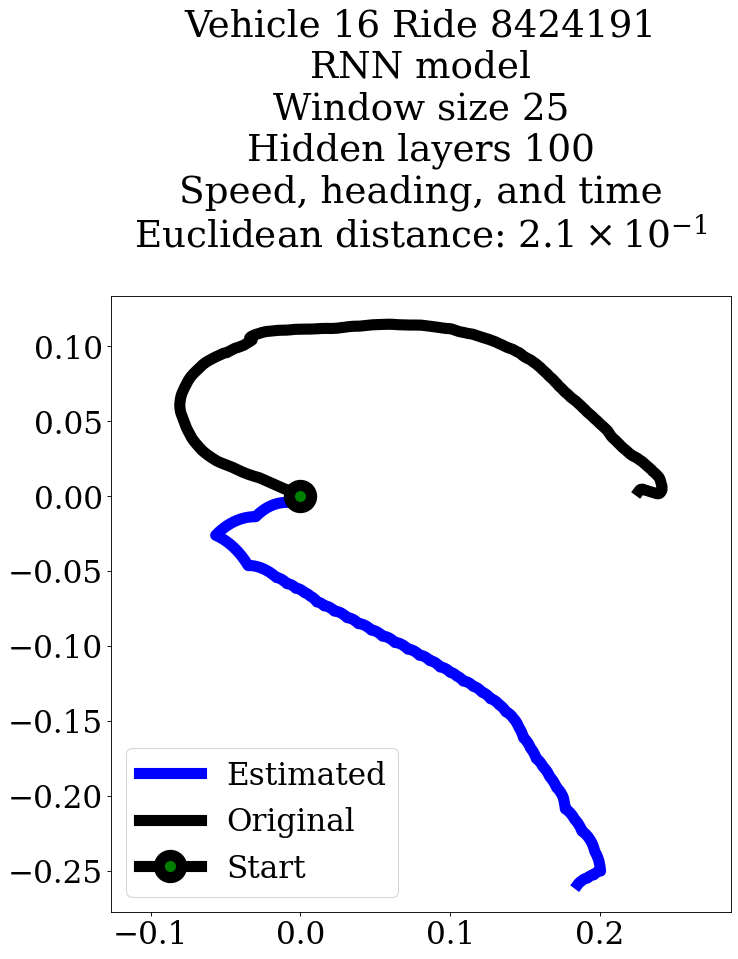 Vehicle 16 Ride 8424191
RNN model
Window size 25
Hidden layers 100
Speed, heading, and time
Euclidean distance: 2.1 × 10⁻¹
0.10
0.05
0.00
−0.05
−0.10
−0.15
−0.20
−0.25
Estimated
Original
Start
−0.1 0.0 0.1 0.2